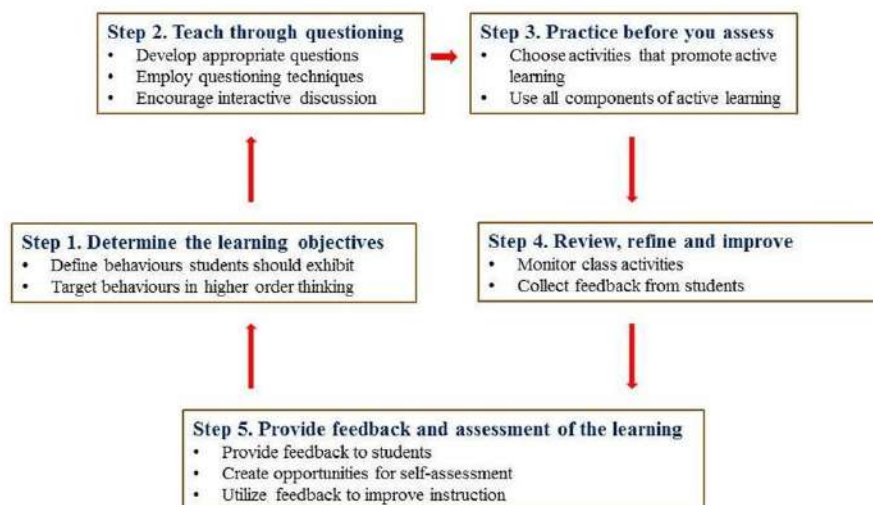 Step 2. Teach through questioning
• Develop appropriate questions
• Employ questioning techniques
• Encourage interactive discussion
Step 3. Practice before you assess
• Choose activities that promote active
learning
• Use all components of active learning
Step 1. Determine the learning objectives
• Define behaviours students should exhibit
• Target behaviours in higher order thinking
Step 4. Review, refine and improve
• Monitor class activities
• Collect feedback from students
Step 5. Provide feedback and assessment of the learning
• Provide feedback to students
• Create opportunities for self-assessment
• Utilize feedback to improve instruction